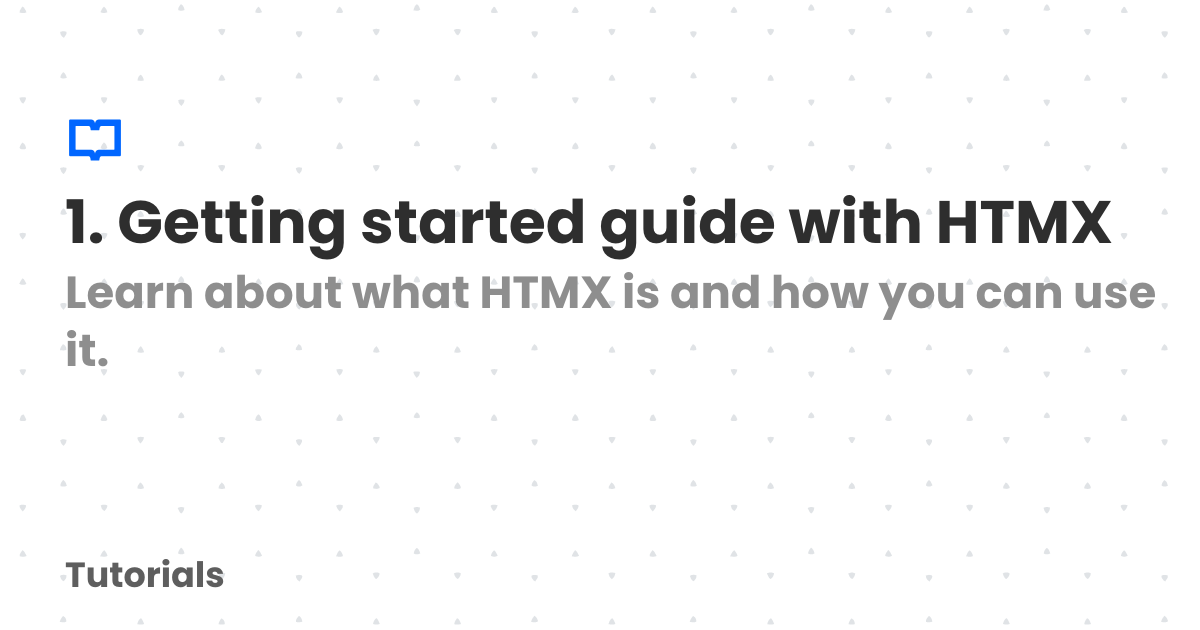 1. Getting started guide with HTMX
Learn about what HTMX is and how you can use
it.
Tutorials